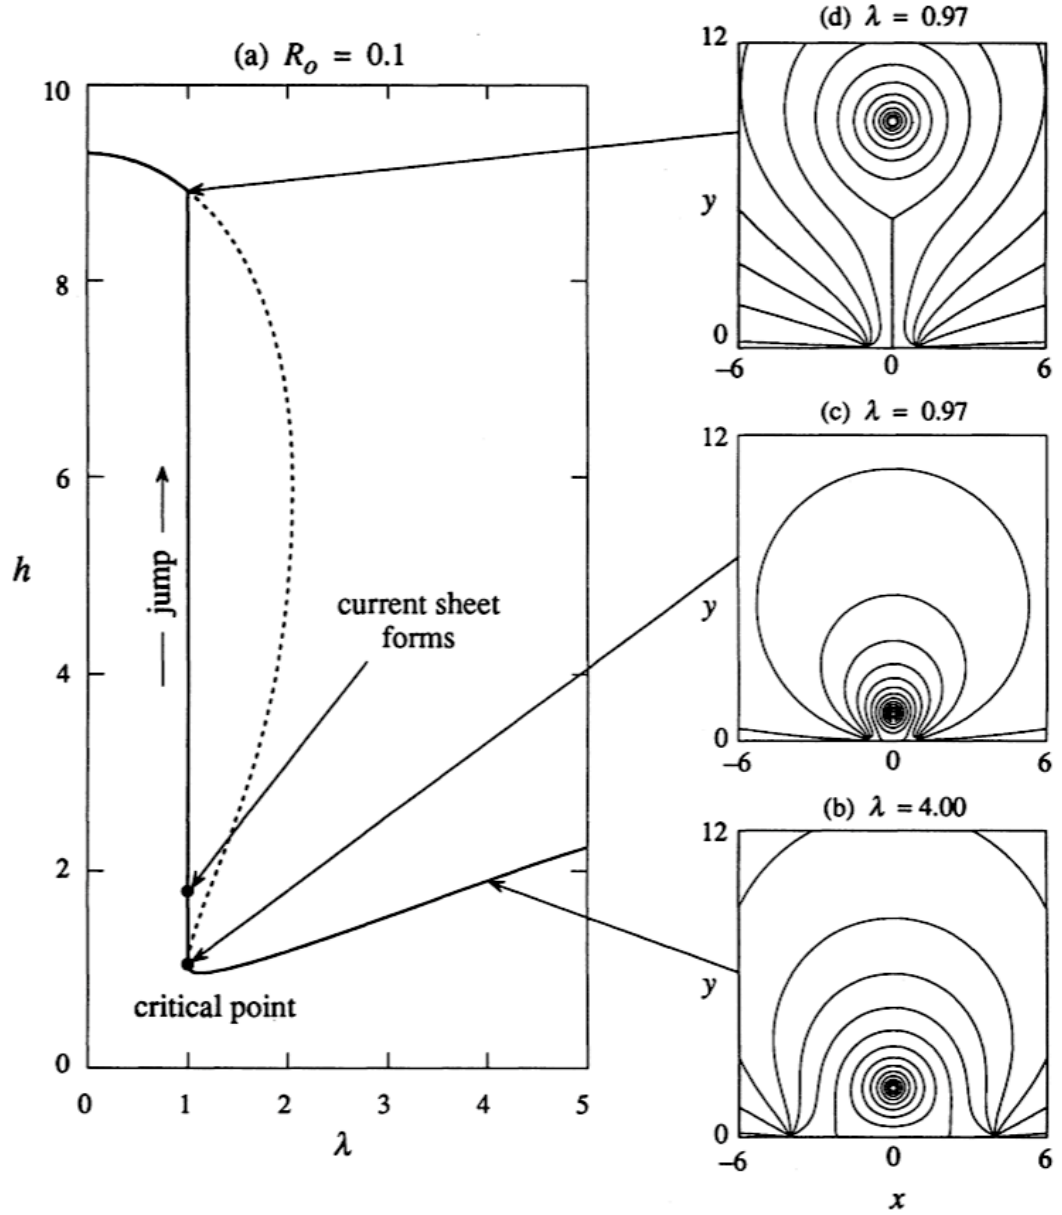 (a) R_o = 0.1
10
8
6
4
2
0
h
jump
current sheet
forms
critical point
0 1 2 3 4 5
λ
(d) λ = 0.97
12
y
0
–6 0 6
(c) λ = 0.97
12
y
0
–6 0 6
(b) λ = 4.00
12
y
0
–6 0 6
x